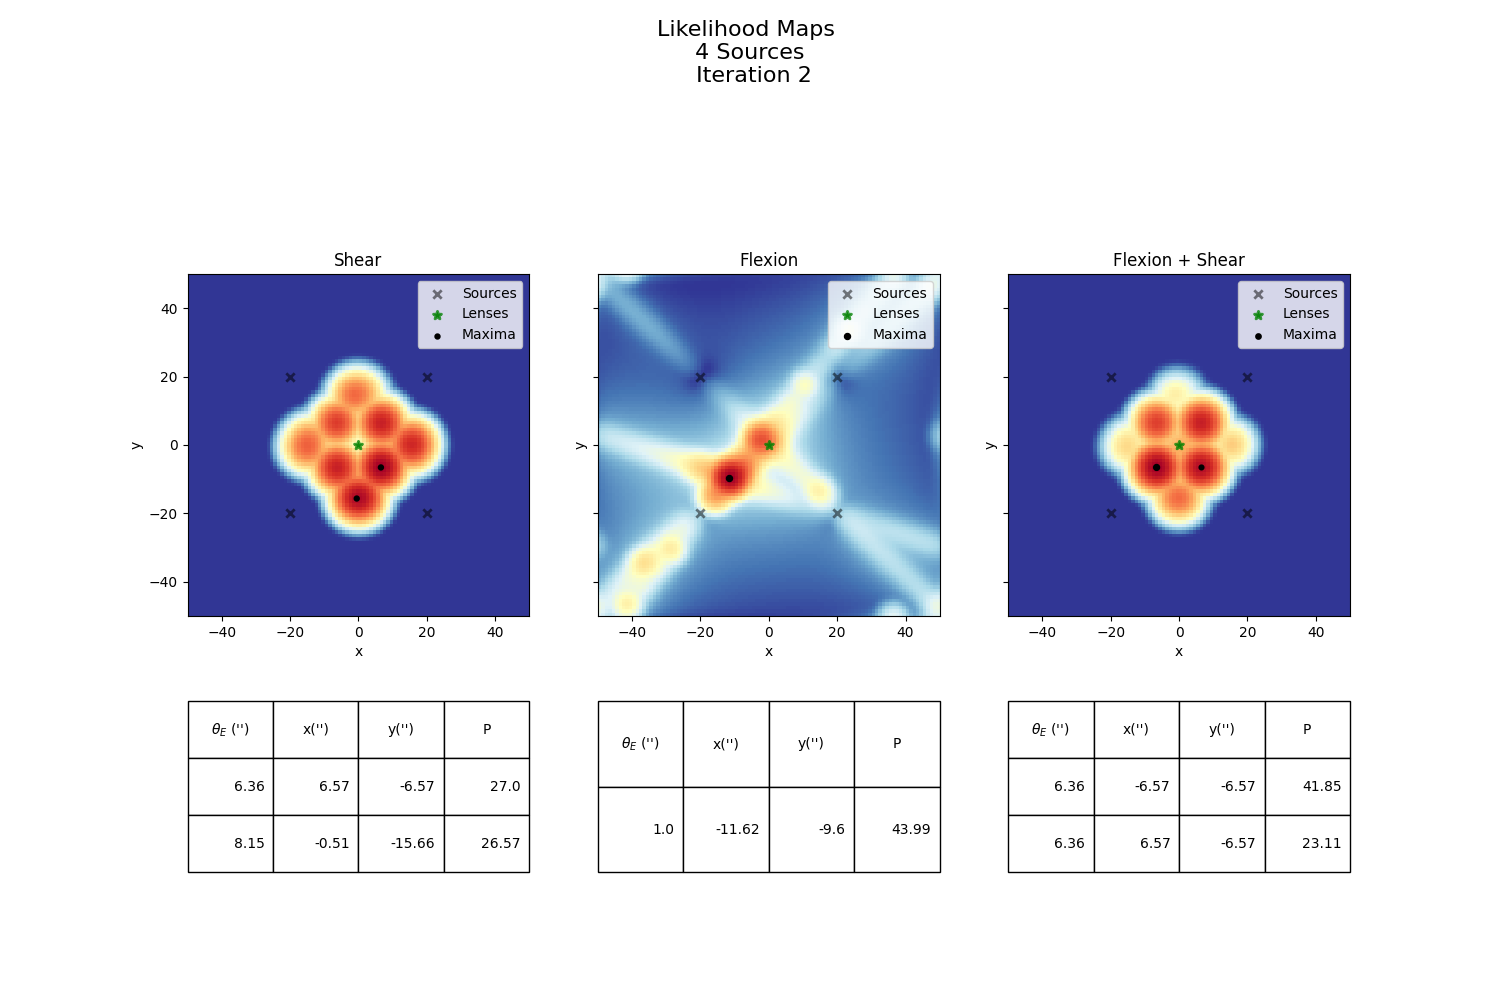 Likelihood Maps
4 Sources
Iteration 2
Shear
Sources
Lenses
Maxima
40
20
0
−20
−40
y
−40 −20 0 20 40
x
Flexion
Sources
Lenses
Maxima
y
−40 −20 0 20 40
x
Flexion + Shear
Sources
Lenses
Maxima
y
−40 −20 0 20 40
x
θE ('') x('') y('') P
6.36 6.57 -6.57 27.0
8.15 -0.51 -15.66 26.57
θE ('') x('') y('') P
1.0 -11.62 -9.6 43.99
θE ('') x('') y('') P
6.36 -6.57 -6.57 41.85
6.36 6.57 -6.57 23.11